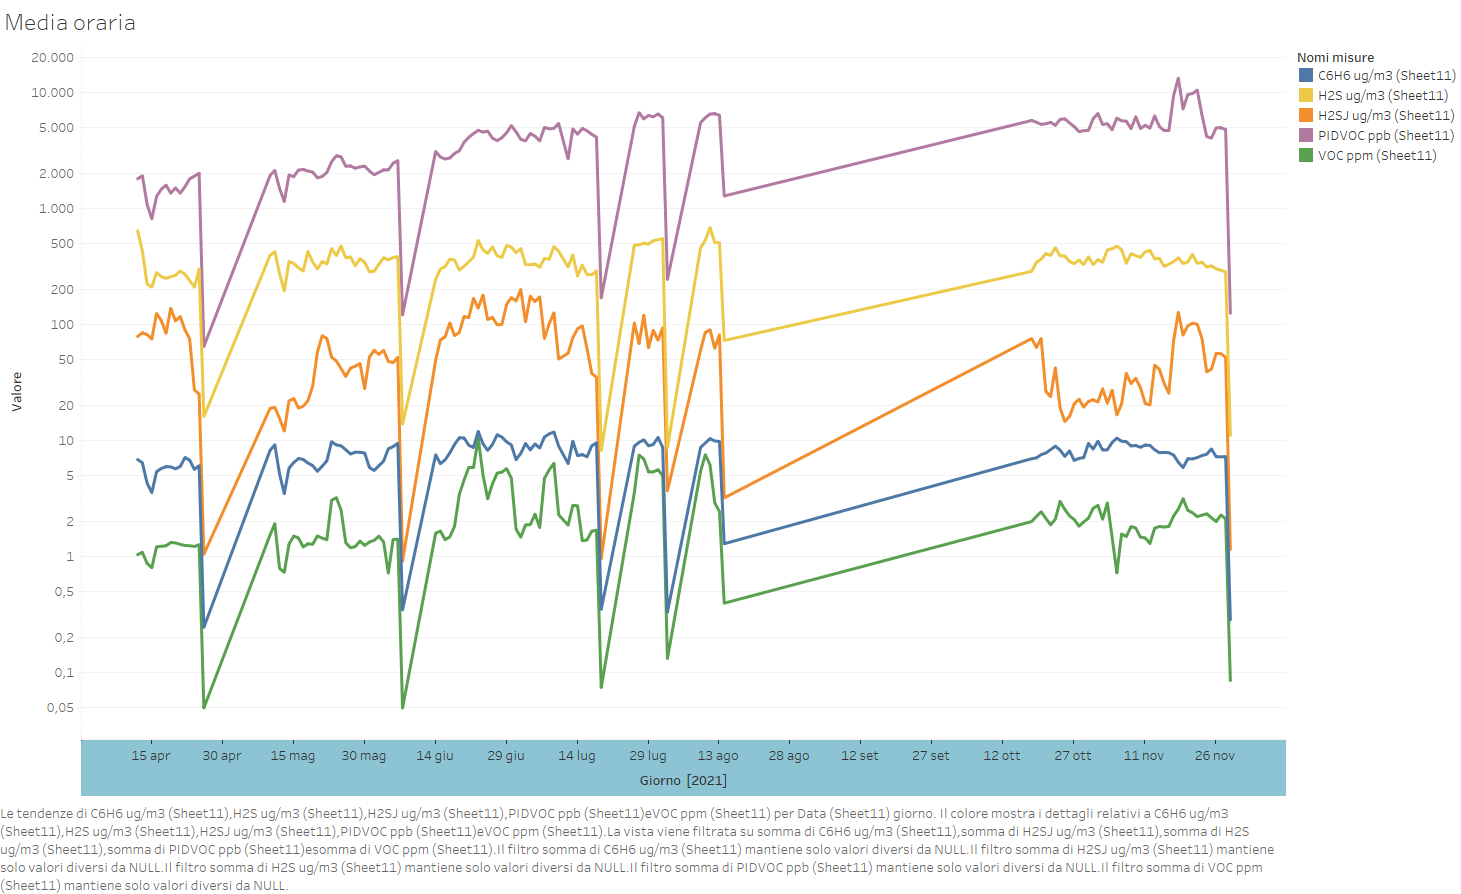 Media oraria
20.000
10.000
5.000
2.000
1.000
500
200
100
50
20
10
5
2
1
0,5
0,2
0,1
0,05
Valore
15 apr
30 apr
15 mag
30 mag
14 giu
29 giu
14 lug
29 lug
13 ago
28 ago
12 set
27 set
12 ott
27 ott
11 nov
26 nov
Giorno [2021]
Nomi misure
C6H6 ug/m3 (Sheet11)
H2S ug/m3 (Sheet11)
H2SJ ug/m3 (Sheet11)
PIDVOC ppb (Sheet11)
VOC ppm (Sheet11)
Le tendenze di C6H6 ug/m3 (Sheet11),H2S ug/m3 (Sheet11),H2SJ ug/m3 (Sheet11),PIDVOC ppb (Sheet11)eVOC ppm (Sheet11) per Data (Sheet11) giorno. Il colore mostra i dettagli relativi a C6H6 ug/m3
(Sheet11),H2S ug/m3 (Sheet11),H2SJ ug/m3 (Sheet11),PIDVOC ppb (Sheet11)eVOC ppm (Sheet11).La vista viene filtrata su somma di C6H6 ug/m3 (Sheet11),somma di H2SJ ug/m3 (Sheet11),somma di H2S
ug/m3 (Sheet11),somma di PIDVOC ppb (Sheet11)esomma di VOC ppm (Sheet11).Il filtro somma di C6H6 ug/m3 (Sheet11) mantiene solo valori diversi da NULL.Il filtro somma di H2SJ ug/m3 (Sheet11) mantiene
solo valori diversi da NULL.Il filtro somma di H2S ug/m3 (Sheet11) mantiene solo valori diversi da NULL.Il filtro somma di PIDVOC ppb (Sheet11) mantiene solo valori diversi da NULL.Il filtro somma di VOC ppm
(Sheet11) mantiene solo valori diversi da NULL.